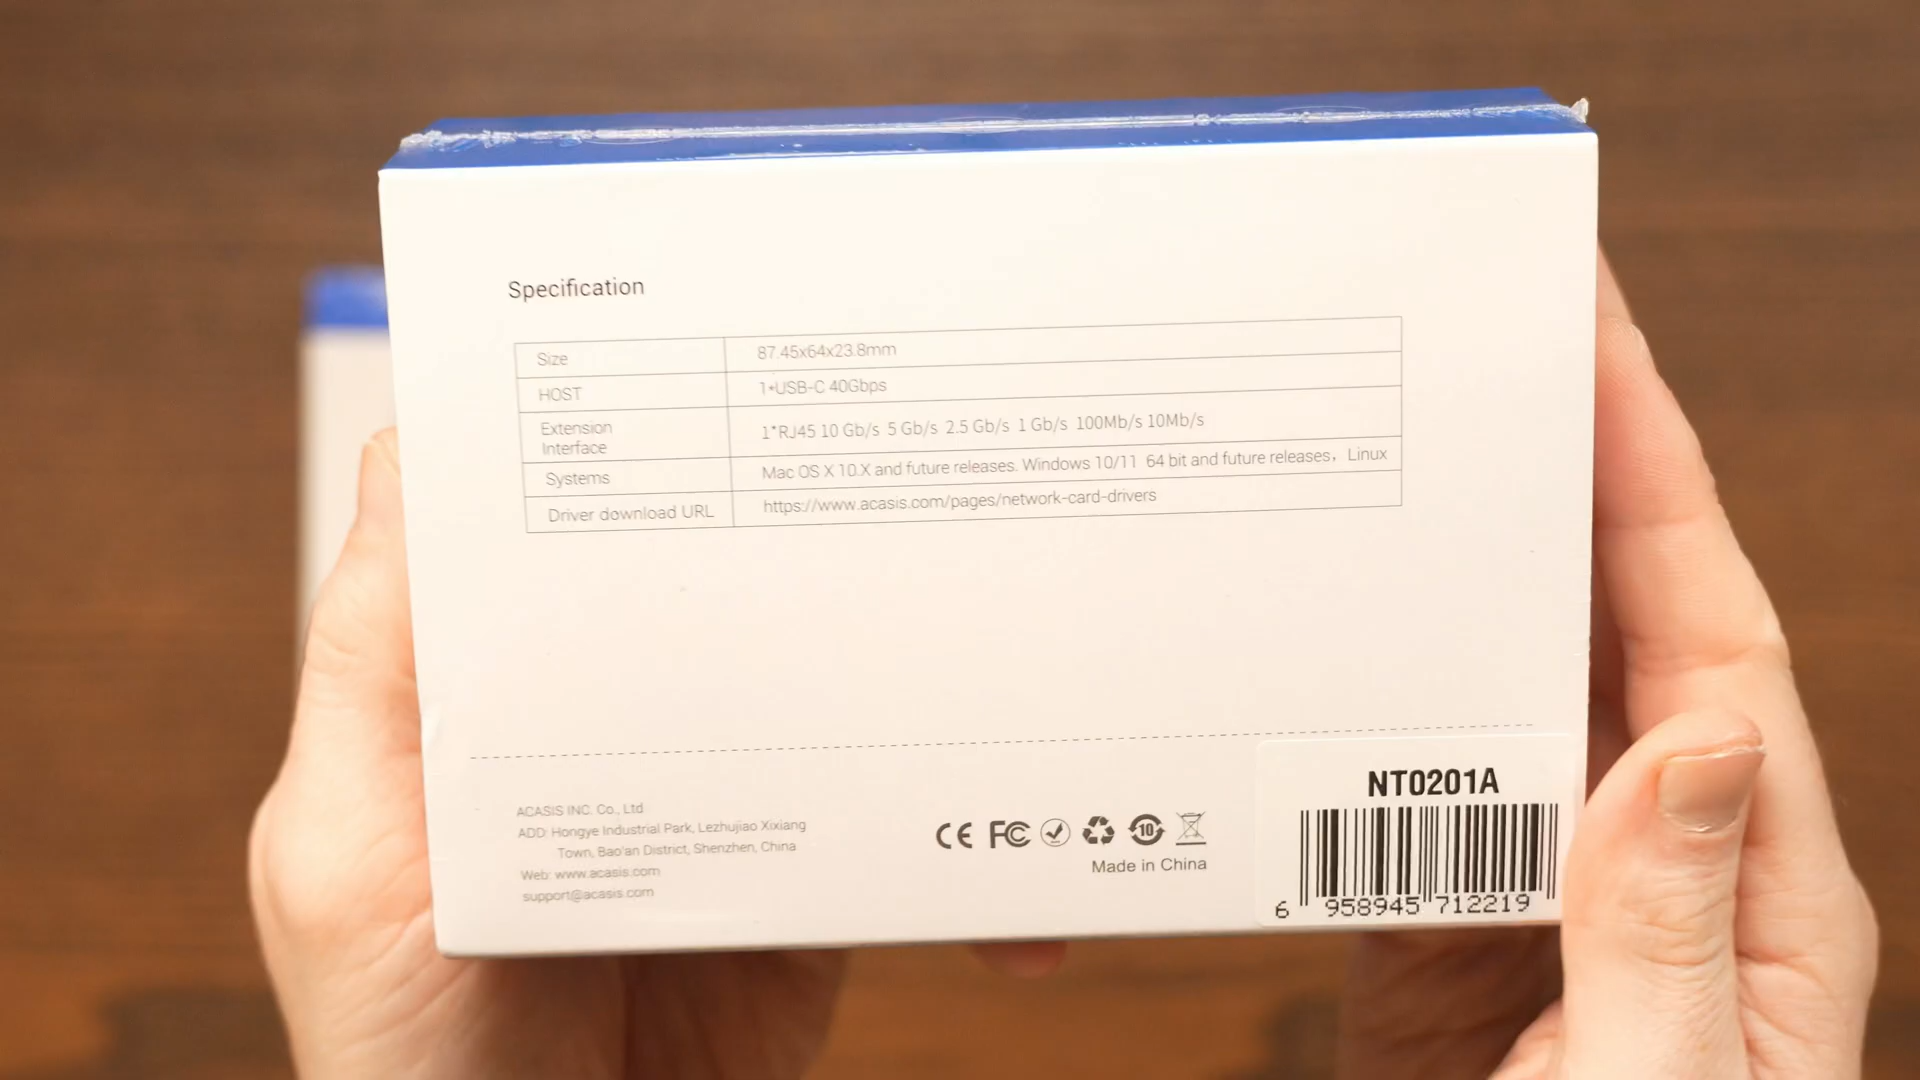 Specification
Size 87.45x64x23.8mm
HOST 1*USB-C 40Gbps
Extension Interface 1*RJ45 10 Gb/s 5 Gb/s 2.5 Gb/s 1 Gb/s 100Mb/s 10Mb/s
Systems Mac OS X 10.X and future releases. Windows 10/11 64 bit and future releases, Linux
Driver download URL https://www.acasis.com/pages/network-card-drivers
ACASIS INC. Co., Ltd
ADD: Hongye Industrial Park, Lezhujiao Xixiang
Town, Bao'an District, Shenzhen, China
Web: www.acasis.com
support@acasis.com
CE FC 10
Made in China
NT0201A
6 958945 712219